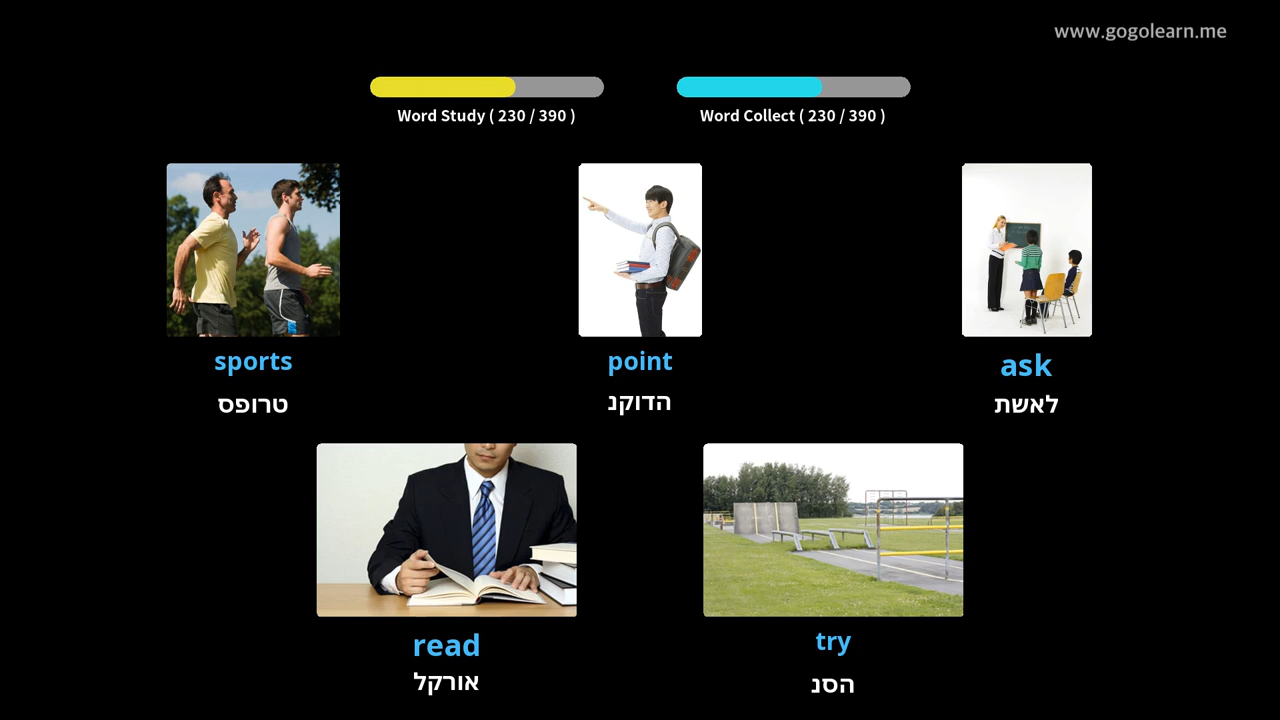 www.gogolearn.me
Word Study ( 230 / 390 )
Word Collect ( 230 / 390 )
sports
טרופס
point
הדוקנ
ask
לאשת
read
אורקל
try
הסנ